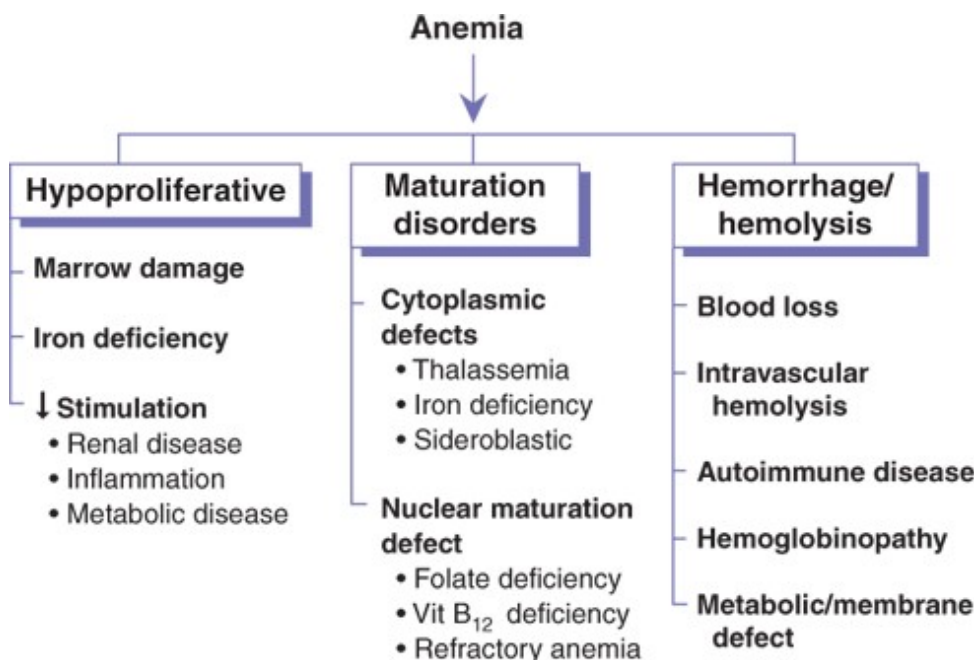 Anemia
Hypoproliferative
Marrow damage
Iron deficiency
↓ Stimulation
• Renal disease
• Inflammation
• Metabolic disease
Maturation
disorders
Cytoplasmic
defects
• Thalassemia
• Iron deficiency
• Sideroblastic
Nuclear maturation
defect
• Folate deficiency
• Vit B₁₂ deficiency
• Refractory anemia
Hemorrhage/
hemolysis
Blood loss
Intravascular
hemolysis
Autoimmune disease
Hemoglobinopathy
Metabolic/membrane
defect